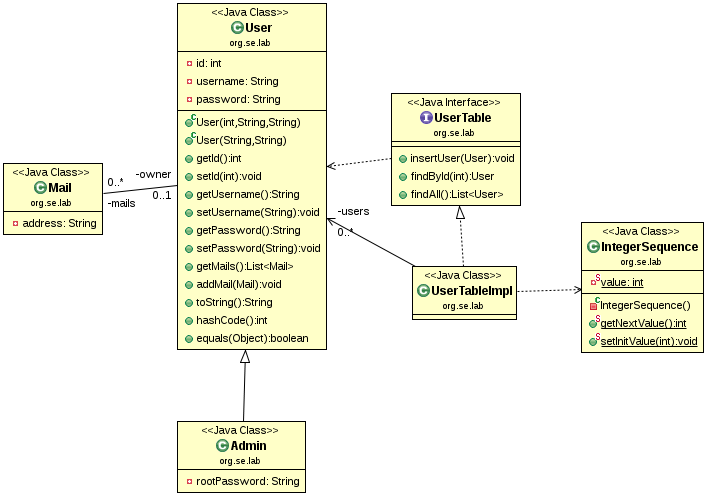 <<Java Class>>
User
org.se.lab
id: int
username: String
password: String
User(int,String,String)
User(String,String)
getId():int
setId(int):void
getUsername():String
setUsername(String):void
getPassword():String
setPassword(String):void
getMails():List<Mail>
addMail(Mail):void
toString():String
hashCode():int
equals(Object):boolean
<<Java Interface>>
UserTable
org.se.lab
insertUser(User):void
findById(int):User
findAll():List<User>
<<Java Class>>
Mail
org.se.lab
address: String
0..*
-mails
-owner
0..1
-users
0..*
<<Java Class>>
UserTableImpl
org.se.lab
<<Java Class>>
IntegerSequence
org.se.lab
value: int
IntegerSequence()
getNextValue():int
setInitValue(int):void
<<Java Class>>
Admin
org.se.lab
rootPassword: String